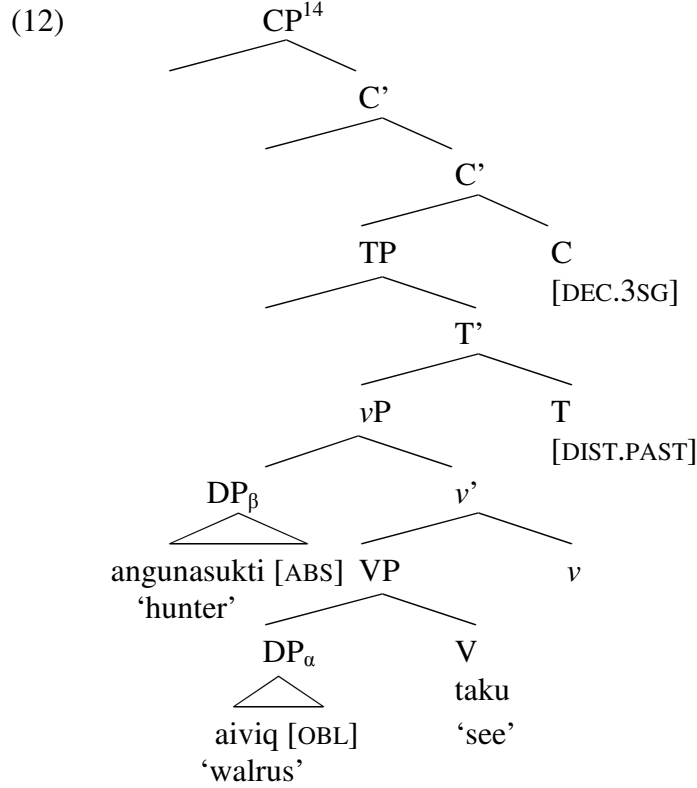 (12) CP14
C’
C’
TP C
[DEC.3SG]
T’
vP T
[DIST.PAST]
DPβ v’
angunasukti [ABS] VP v
‘hunter’
DPα V
taku
aiviq [OBL] ‘see’
‘walrus’